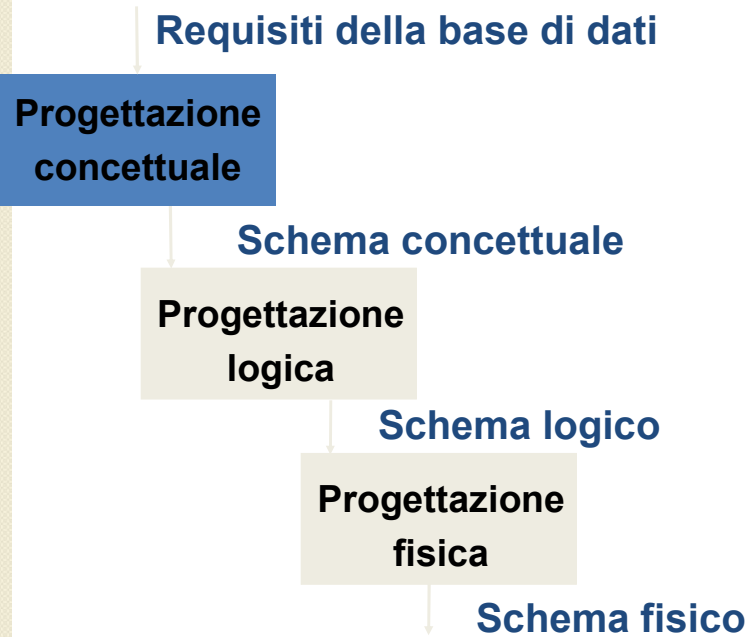 Requisiti della base di dati
Progettazione
concettuale
Schema concettuale
Progettazione
logica
Schema logico
Progettazione
fisica
Schema fisico